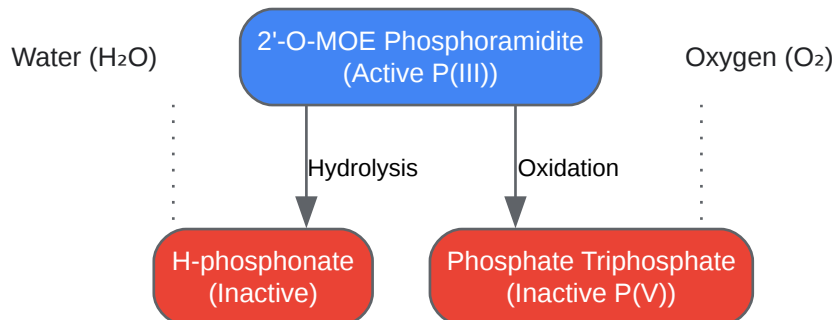 2'-O-MOE Phosphoramidite
(Active P(III))
Water (H₂O)
Oxygen (O₂)
Hydrolysis
Oxidation
H-phosphonate
(Inactive)
Phosphate Triphosphate
(Inactive P(V))